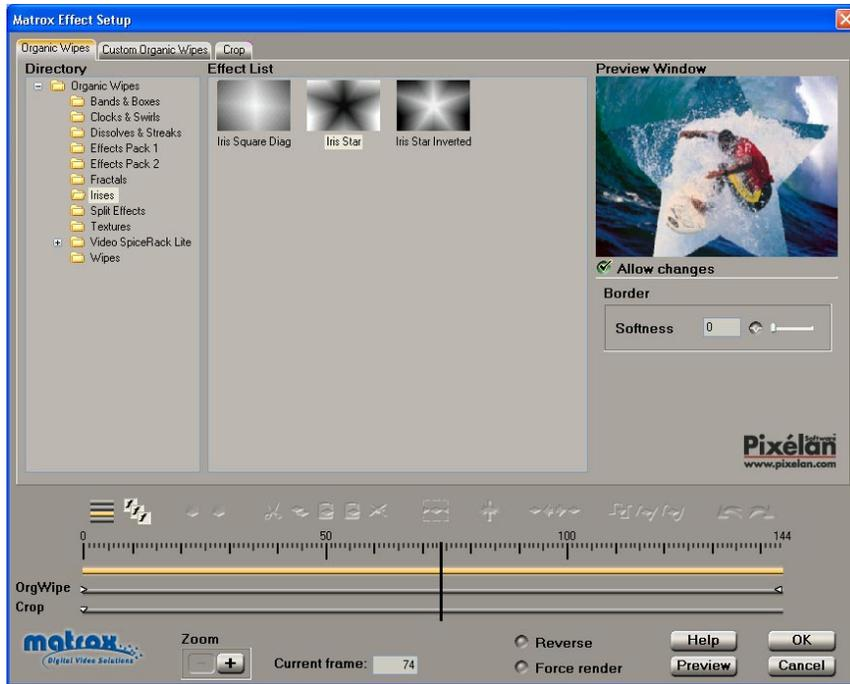 Matrox Effect Setup
Organic Wipes Custom Organic Wipes Crop
Directory
Organic Wipes
Bands & Boxes
Clocks & Swirls
Dissolves & Streaks
Effects Pack 1
Effects Pack 2
Fractals
Irises
Split Effects
Textures
Video SpiceRack Lite
Wipes
Effect List
Iris Square Diag Iris Star Iris Star Inverted
Preview Window
Allow changes
Border
Softness 0
Pixélan Software
www.pixelan.com
0 50 100 144
OrgWipe
Crop
matrox
Digital Video Solutions
Zoom
Current frame: 74
Reverse
Force render
Help OK
Preview Cancel